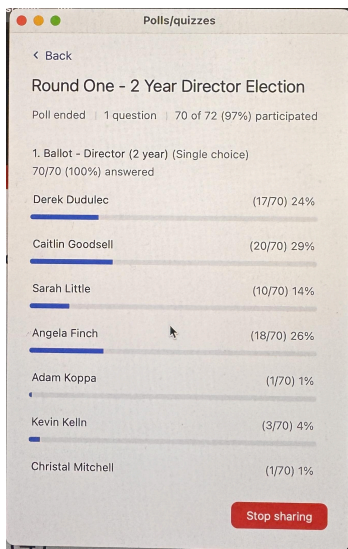 Polls/quizzes
< Back
Round One - 2 Year Director Election
Poll ended | 1 question | 70 of 72 (97%) participated
1. Ballot - Director (2 year) (Single choice)
70/70 (100%) answered
Derek Dudulec (17/70) 24%
Caitlin Goodsell (20/70) 29%
Sarah Little (10/70) 14%
Angela Finch (18/70) 26%
Adam Koppa (1/70) 1%
Kevin Kelln (3/70) 4%
Christal Mitchell (1/70) 1%
Stop sharing